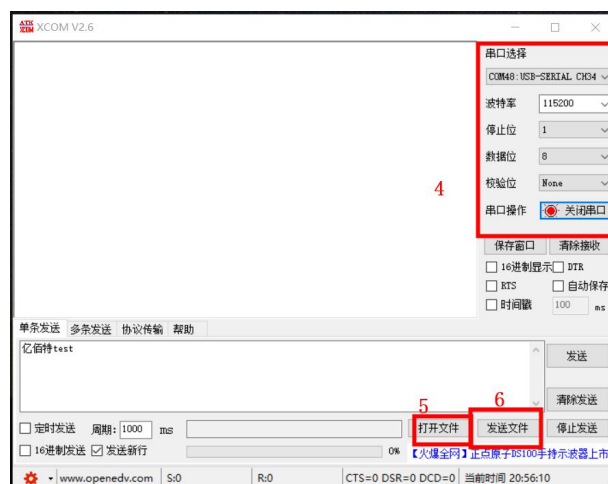 ATK XCOM XCOM V2.6
串口选择
COM48:USB-SERIAL CH34
波特率 115200
停止位 1
数据位 8
4
校验位 None
串口操作 关闭串口
保存窗口 清除接收
16进制显示 DTR
RTS 自动保存
时间戳 100 ms
单条发送 多条发送 协议传输 帮助
亿佰特test
发送
清除发送
5 6
定时发送 周期: 1000 ms 打开文件 发送文件 停止发送
16进制发送 发送新行 0% 【火爆全网】正点原子DS100手持示波器上市
www.openedv.com S:0 R:0 CTS=0 DSR=0 DCD=0 当前时间 20:56:10